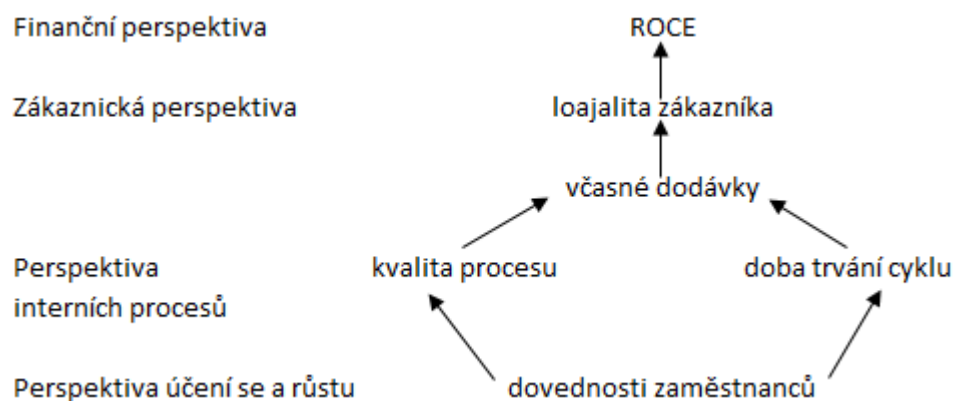 Finanční perspektiva ROCE
Zákaznická perspektiva loajalita zákazníka
včasné dodávky
Perspektiva kvalita procesu doba trvání cyklu
interních procesů
Perspektiva účení se a růstu dovednosti zaměstnanců